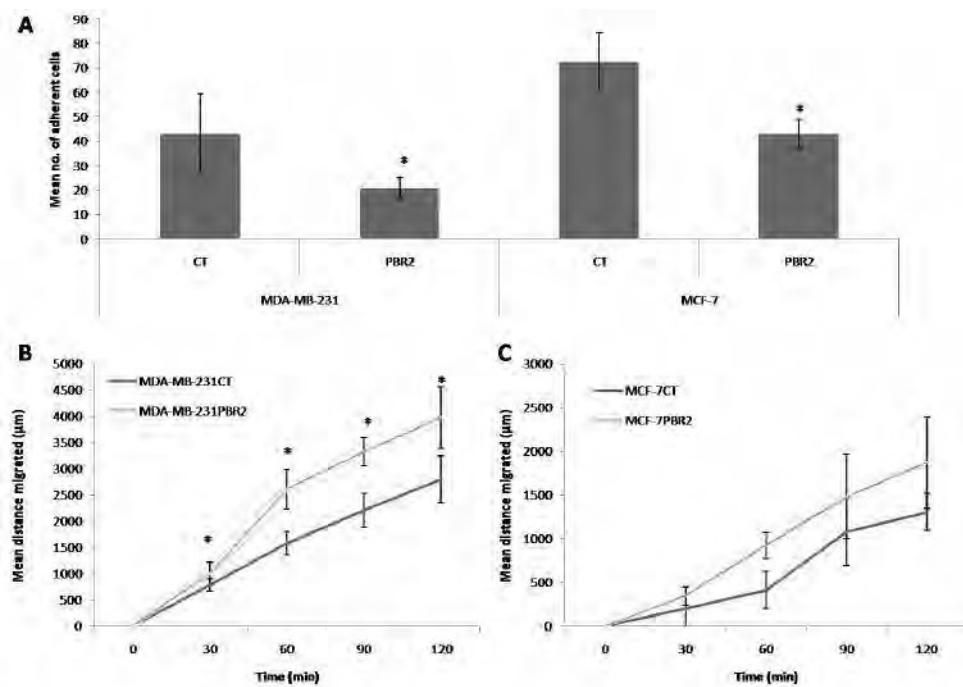 A
Mean no. of adherent cells
90
80
70
60
50
40
30
20
10
0
*
*
CT
PBR2
CT
PBR2
MDA-MB-231
MCF-7
B
Mean distance migrated (µm)
5000
4500
4000
3500
3000
2500
2000
1500
1000
500
0
MDA-MB-231CT
MDA-MB-231PBR2
*
*
*
*
0
30
60
90
120
Time (min)
C
Mean distance migrated (µm)
3000
2500
2000
1500
1000
500
0
MCF-7CT
MCF-7PBR2
0
30
60
90
120
Time (min)